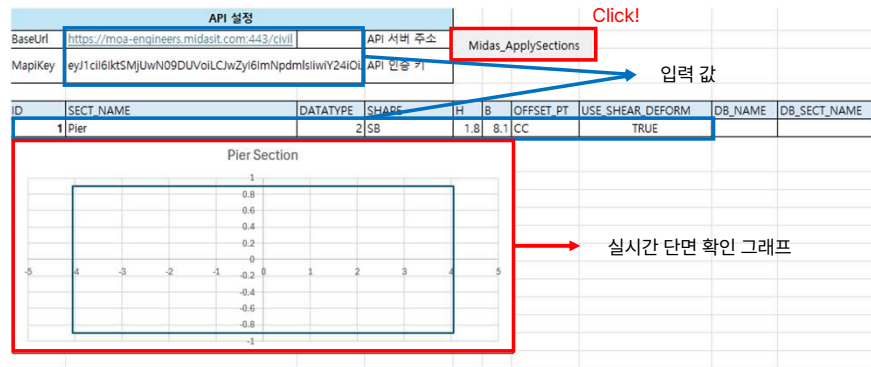 API 설정
Click!
BaseUrl https://moa-engineers.midasit.com:443/civil API 서버 주소
Midas_ApplySections
MapiKey API 인증 키
입력 값
ID SECT_NAME DATATYPE SHAPE H B OFFSET_PT USE_SHEAR_DEFORM DB_NAME DB_SECT_NAME
1 Pier 2 SB 1.8 8.1 CC TRUE
Pier Section
1
0.8
0.6
0.4
0.2
0
-5 -4 -3 -2 -1 0 1 2 3 4 5
-0.2
-0.4
-0.6
-0.8
-1
실시간 단면 확인 그래프